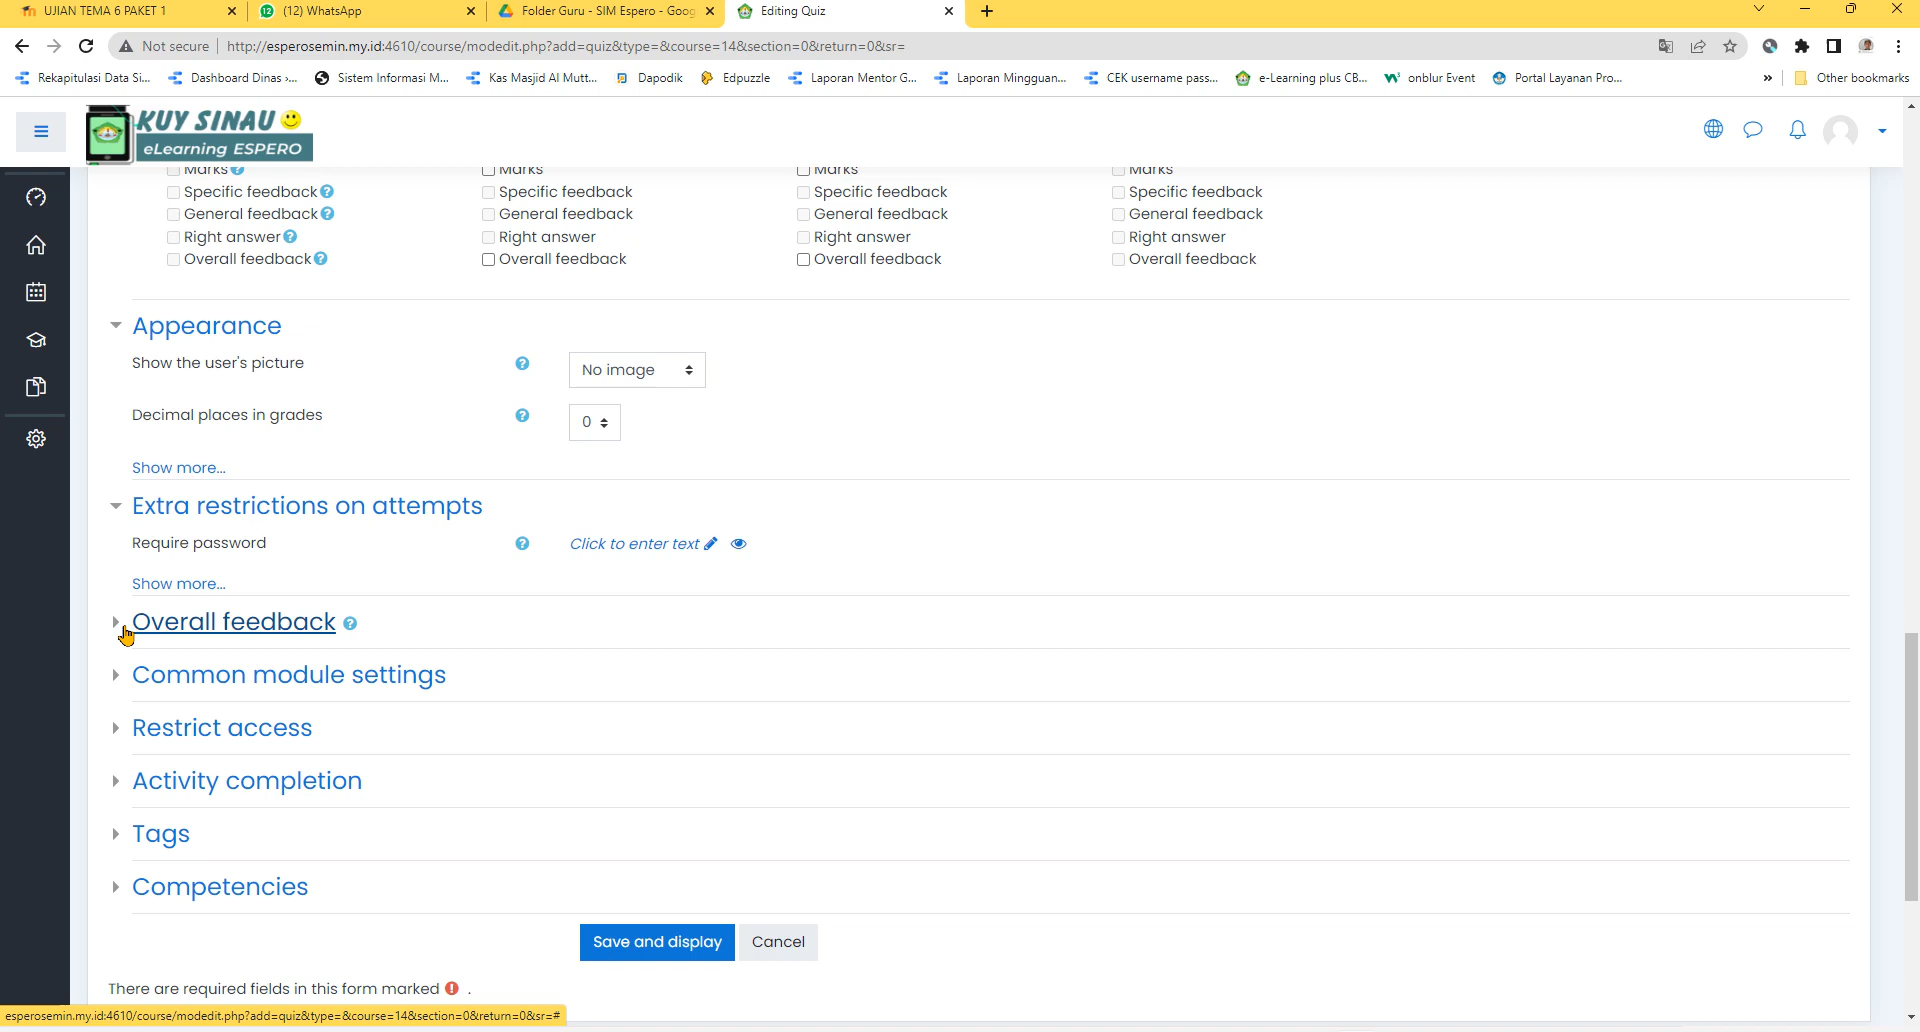 UJIAN TEMA 6 PAKET 1
12 (12) WhatsApp
Folder Guru - SIM Espero - Goog
Editing Quiz
Not secure http://esperosemin.my.id:4610/course/modedit.php?add=quiz&type=&course=14&section=0&return=0&sr=
Rekapitulasi Data Si... Dashboard Dinas ›... Sistem Informasi M... Kas Masjid Al Mutt... Dapodik Edpuzzle Laporan Mentor G... Laporan Mingguan... CEK username pass... e-Learning plus CB... onblur Event Portal Layanan Pro... » Other bookmarks
KUY SINAU
eLearning ESPERO
Marks Marks Marks Marks
Specific feedback Specific feedback Specific feedback Specific feedback
General feedback General feedback General feedback General feedback
Right answer Right answer Right answer Right answer
Overall feedback Overall feedback Overall feedback Overall feedback
Appearance
Show the user's picture No image
Decimal places in grades 0
Show more...
Extra restrictions on attempts
Require password Click to enter text
Show more...
Overall feedback
Common module settings
Restrict access
Activity completion
Tags
Competencies
Save and display Cancel
There are required fields in this form marked .
esperosemin.my.id:4610/course/modedit.php?add=quiz&type=&course=14&section=0&return=0&sr=#